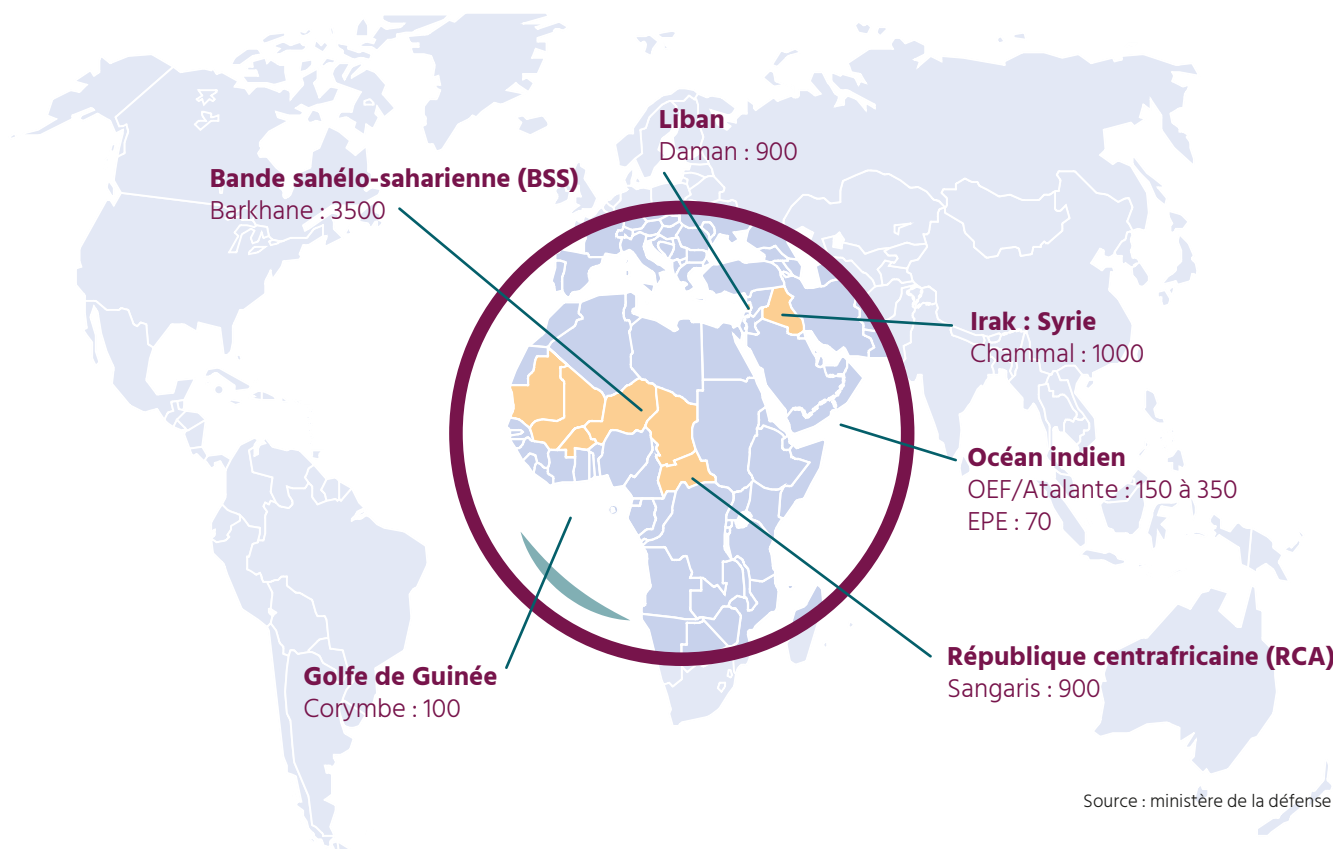 Liban
Daman : 900
Bande sahélo-saharienne (BSS)
Barkhane : 3500
Irak : Syrie
Chammal : 1000
Océan indien
OEF/Atalante : 150 à 350
EPE : 70
République centrafricaine (RCA)
Sangaris : 900
Golfe de Guinée
Corymbe : 100
Source : ministère de la défense